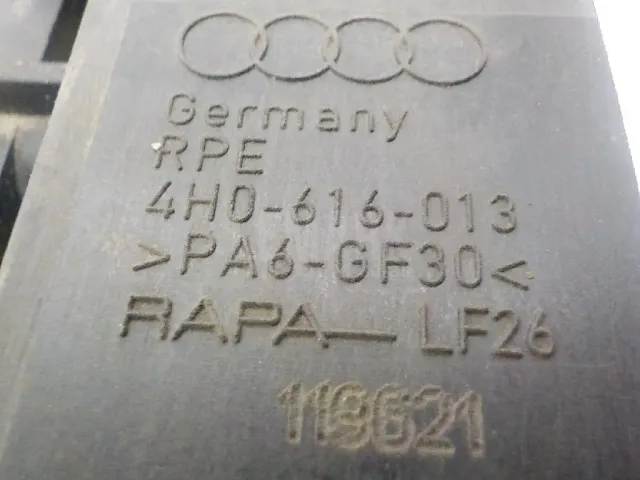 Germany
RPE
4H0-616-013
>PA6-GF30<
RAPA LF26
119621